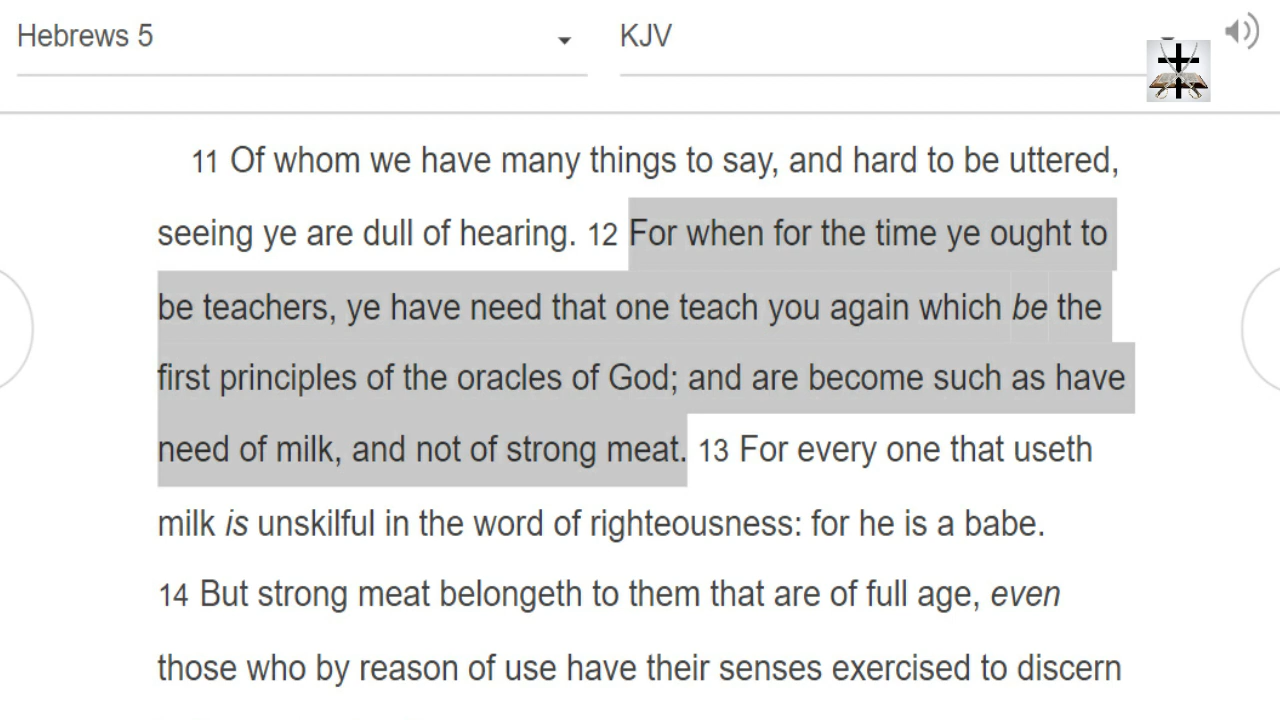 Hebrews 5
KJV
11 Of whom we have many things to say, and hard to be uttered,
seeing ye are dull of hearing. 12 For when for the time ye ought to
be teachers, ye have need that one teach you again which be the
first principles of the oracles of God; and are become such as have
need of milk, and not of strong meat. 13 For every one that useth
milk is unskilful in the word of righteousness: for he is a babe.
14 But strong meat belongeth to them that are of full age, even
those who by reason of use have their senses exercised to discern